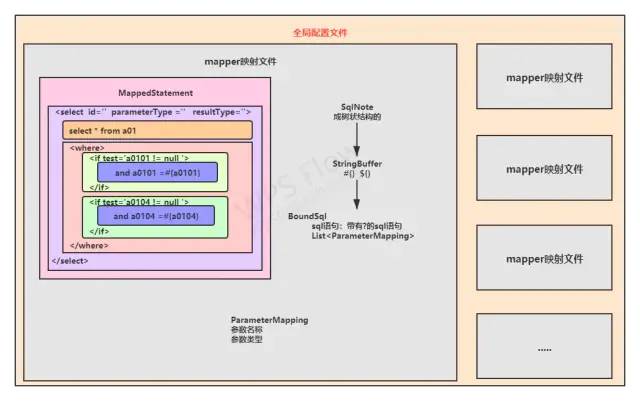 全局配置文件
mapper映射文件
MappedStatement
<select id='' parameterType ='' resultType=''>
select * from a01
<where>
<if test='a0101 != null '>
and a0101 =#{a0101}
</if>
<if test='a0104 != null '>
and a0104 =#{a0104}
</if>
</where>
</select>
SqlNote
成树状结构的
StringBuffer
#{} ${}
BoundSql
sql语句：带有?的sql语句
List<ParameterMapping>
ParameterMapping
参数名称
参数类型
mapper映射文件
mapper映射文件
mapper映射文件
.....
WPS Flow